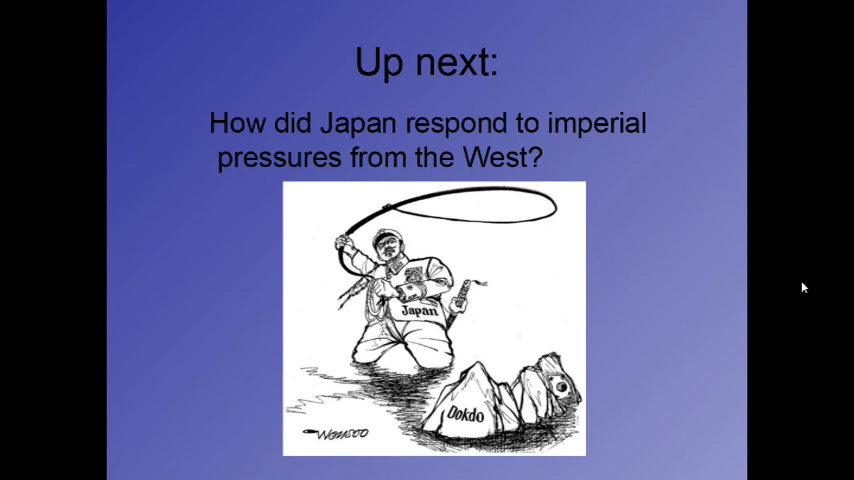 Up next:
How did Japan respond to imperial
pressures from the West?
Japan
Dokdo